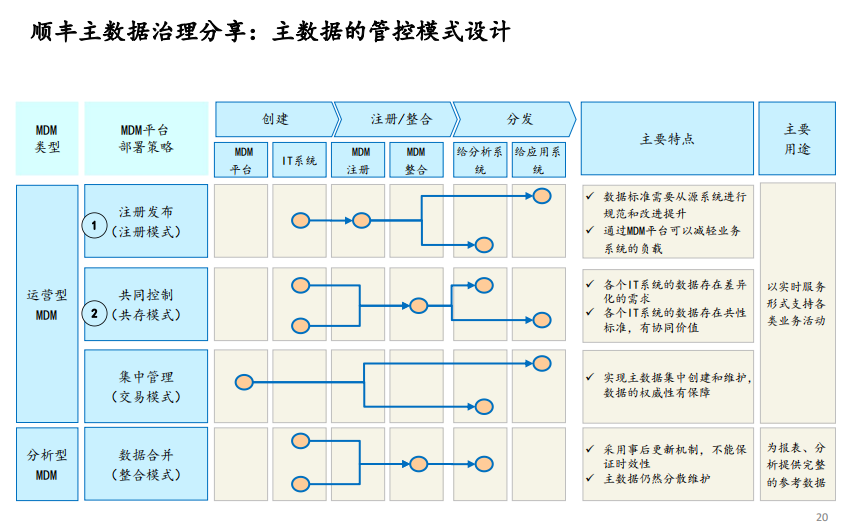 顺丰主数据治理分享：主数据的管控模式设计
MDM
类型
MDM平台
部署策略
创建
注册/整合
分发
主要特点
主要
用途
MDM
平台
IT系统
MDM
注册
MDM
整合
给分析系
统
给应用系
统
运营型
MDM
1
注册发布
（注册模式）
✓ 数据标准需要从源系统进行
规范和改进提升
✓ 通过MDM平台可以减轻业务
系统的负载
2
共同控制
（共存模式）
✓ 各个IT系统的数据存在差异
化的需求
✓ 各个IT系统的数据存在共性
标准，有协同价值
以实时服务
形式支持各
类业务活动
集中管理
（交易模式）
✓ 实现主数据集中创建和维护，
数据的权威性有保障
分析型
MDM
数据合并
（整合模式）
✓ 采用事后更新机制，不能保
证时效性
✓ 主数据仍然分散维护
为报表、分
析提供完整
的参考数据
20